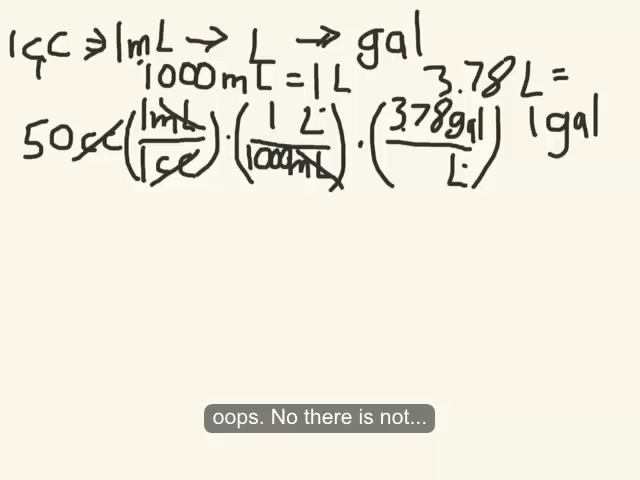 1cc → 1mL → L → gal
1000mL = 1L 3.78L =
50cc (1mL/1cc) · (1 L/1000mL) · (3.78gal/L) 1gal
oops. No there is not...